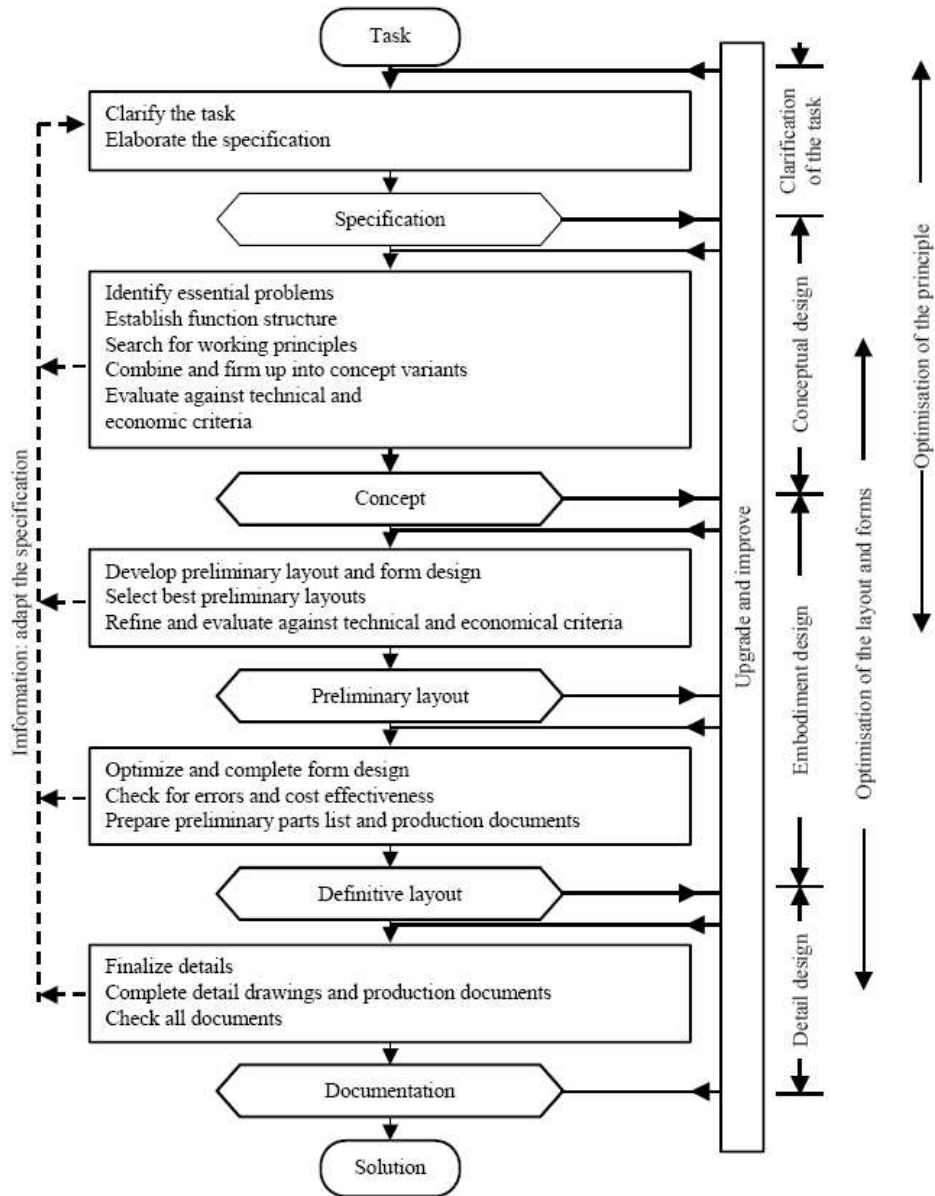 Task
Clarify the task
Elaborate the specification
Specification
Identify essential problems
Establish function structure
Search for working principles
Combine and firm up into concept variants
Evaluate against technical and
economic criteria
Concept
Develop preliminary layout and form design
Select best preliminary layouts
Refine and evaluate against technical and economical criteria
Preliminary layout
Optimize and complete form design
Check for errors and cost effectiveness
Prepare preliminary parts list and production documents
Definitive layout
Finalize details
Complete detail drawings and production documents
Check all documents
Documentation
Solution
Imformation: adapt the specification
Upgrade and improve
Clarification
of the task
Conceptual design
Embodiment design
Detail design
Optimisation of the layout and forms
Optimisation of the principle